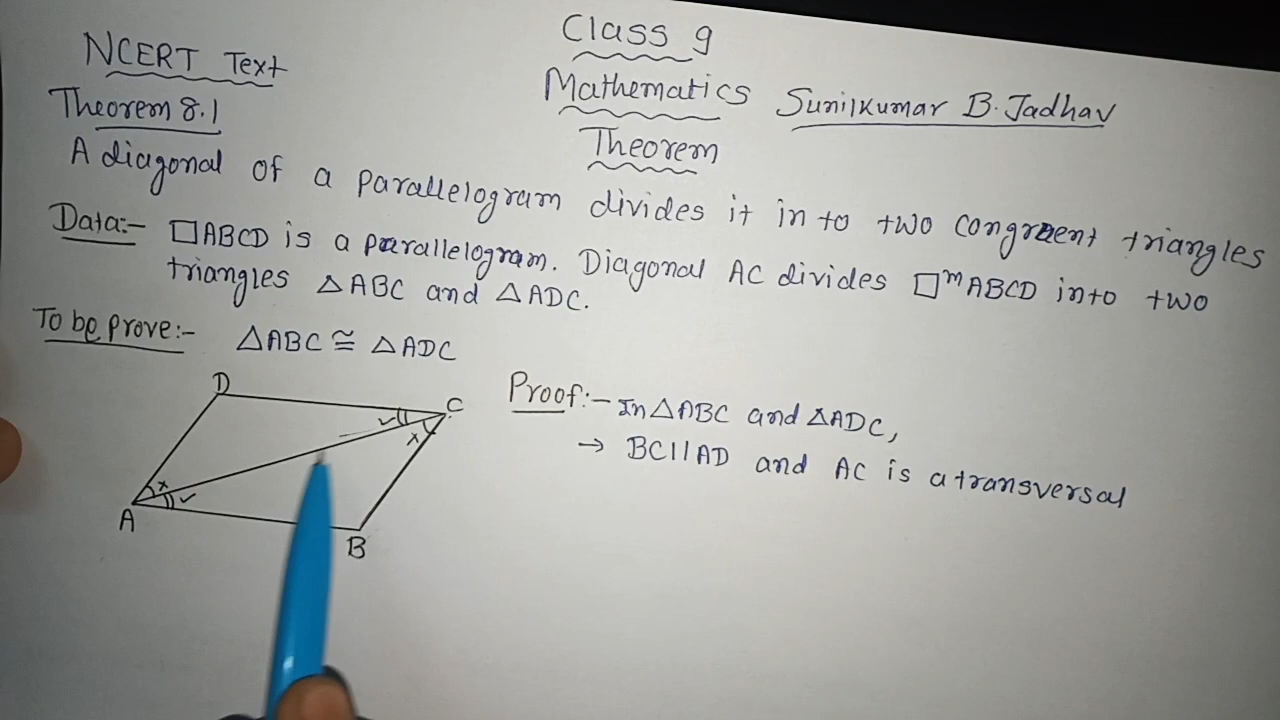 Class 9
NCERT Text
Mathematics Sunilkumar B. Jadhav
Theorem 8.1
Theorem
A diagonal of a parallelogram divides it in to two congruent triangles
Data:- □ABCD is a parallelogram. Diagonal AC divides □ᵐABCD into two
triangles △ABC and △ADC.
To be prove:- △ABC ≅ △ADC
D
C
x
x
A
B
Proof:- In △ABC and △ADC,
→ BC||AD and AC is a transversal